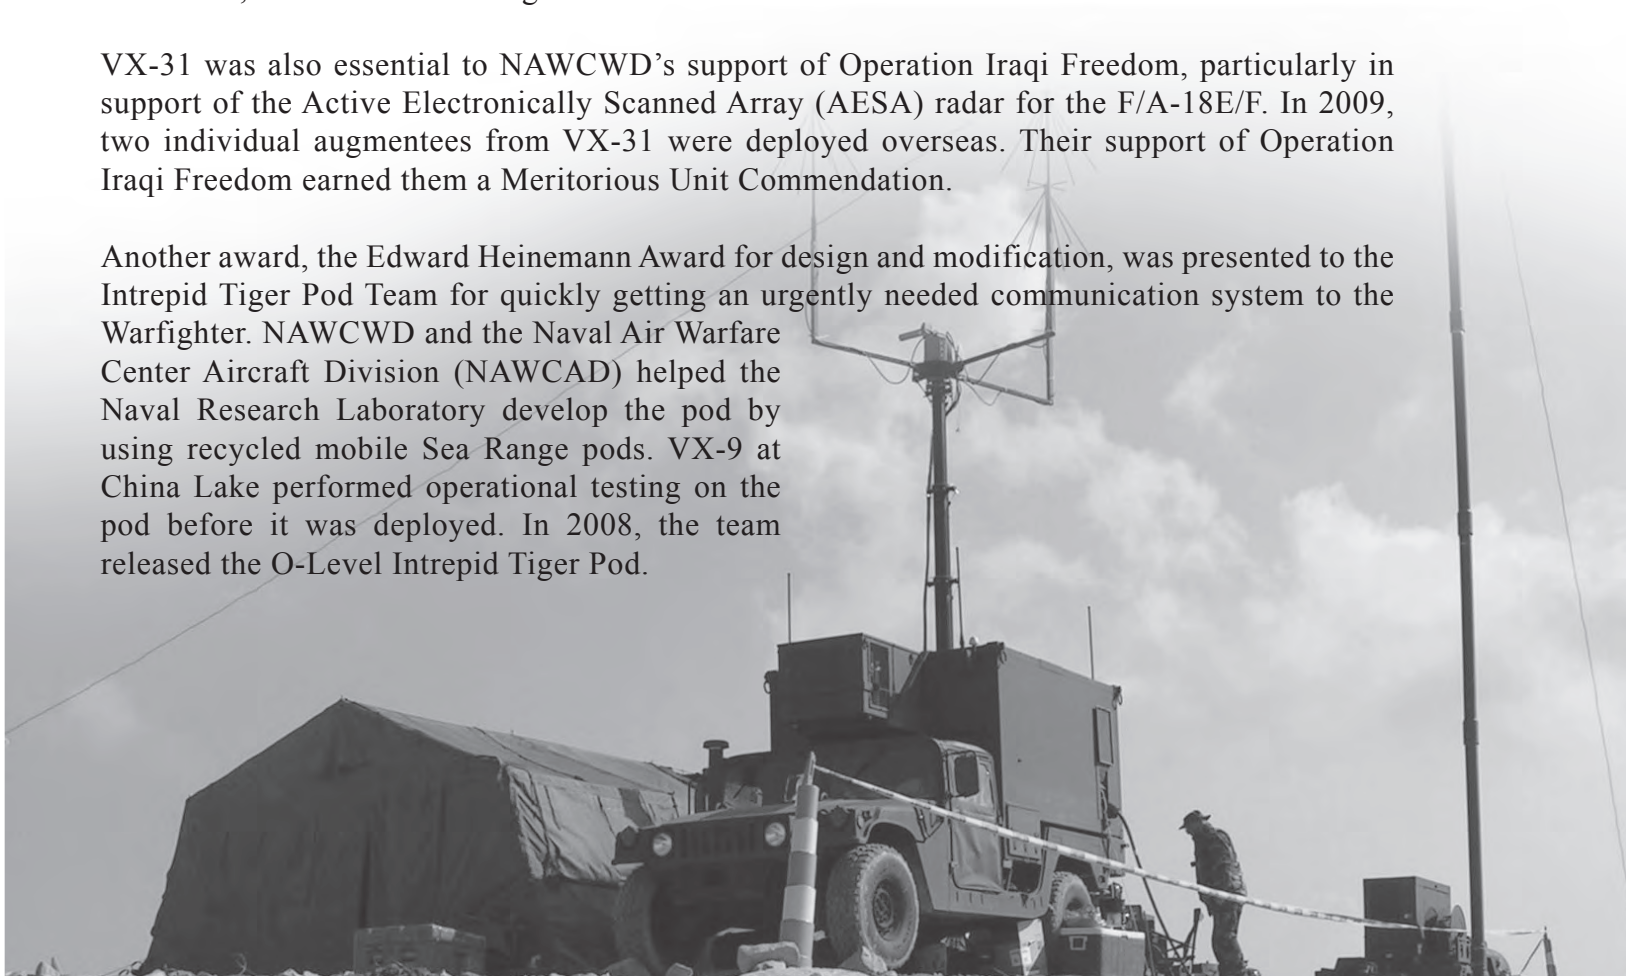 VX-31 was also essential to NAWCWD’s support of Operation Iraqi Freedom, particularly in
support of the Active Electronically Scanned Array (AESA) radar for the F/A-18E/F. In 2009,
two individual augmentees from VX-31 were deployed overseas. Their support of Operation
Iraqi Freedom earned them a Meritorious Unit Commendation.
Another award, the Edward Heinemann Award for design and modification, was presented to the
Intrepid Tiger Pod Team for quickly getting an urgently needed communication system to the
Warfighter. NAWCWD and the Naval Air Warfare
Center Aircraft Division (NAWCAD) helped the
Naval Research Laboratory develop the pod by
using recycled mobile Sea Range pods. VX-9 at
China Lake performed operational testing on the
pod before it was deployed. In 2008, the team
released the O-Level Intrepid Tiger Pod.